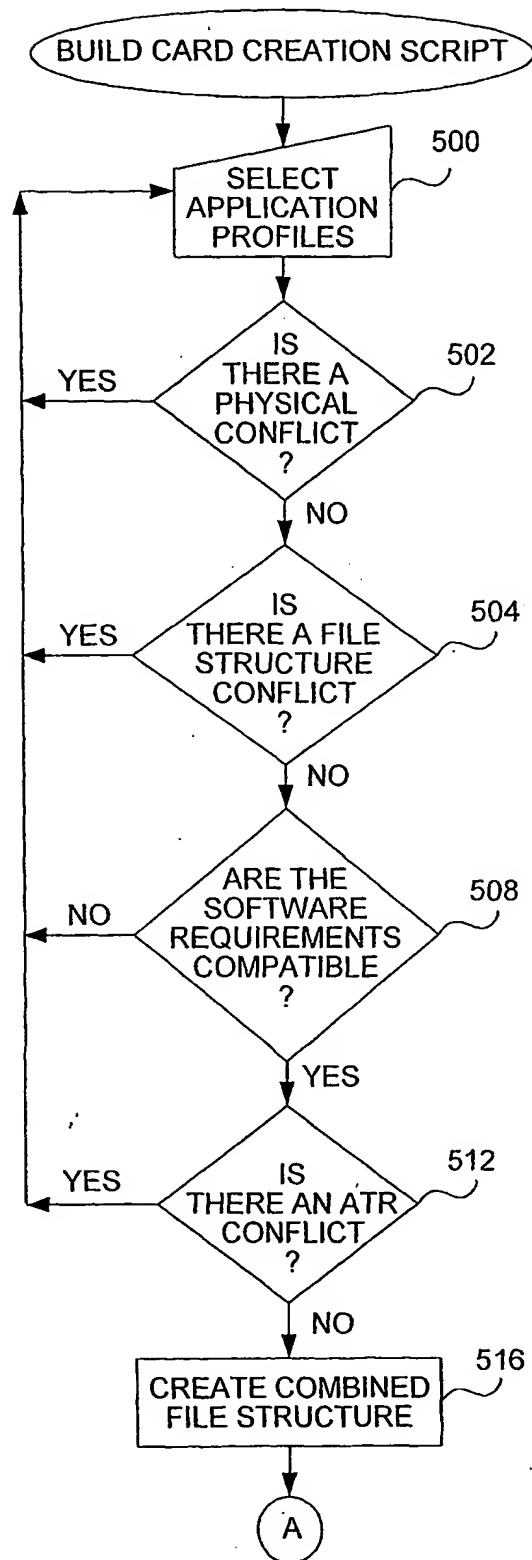 BUILD CARD CREATION SCRIPT
500
SELECT
APPLICATION
PROFILES
IS
THERE A
PHYSICAL
CONFLICT
?
502
YES
NO
IS
THERE A FILE
STRUCTURE
CONFLICT
?
504
YES
NO
ARE THE
SOFTWARE
REQUIREMENTS
COMPATIBLE
?
508
NO
YES
IS
THERE AN ATR
CONFLICT
?
512
YES
NO
CREATE COMBINED
FILE STRUCTURE
516
A